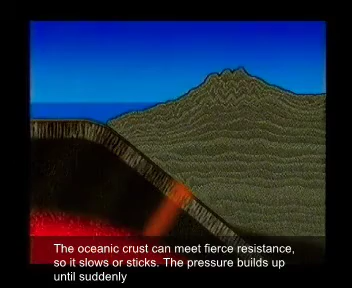 The oceanic crust can meet fierce resistance,
so it slows or sticks. The pressure builds up
until suddenly